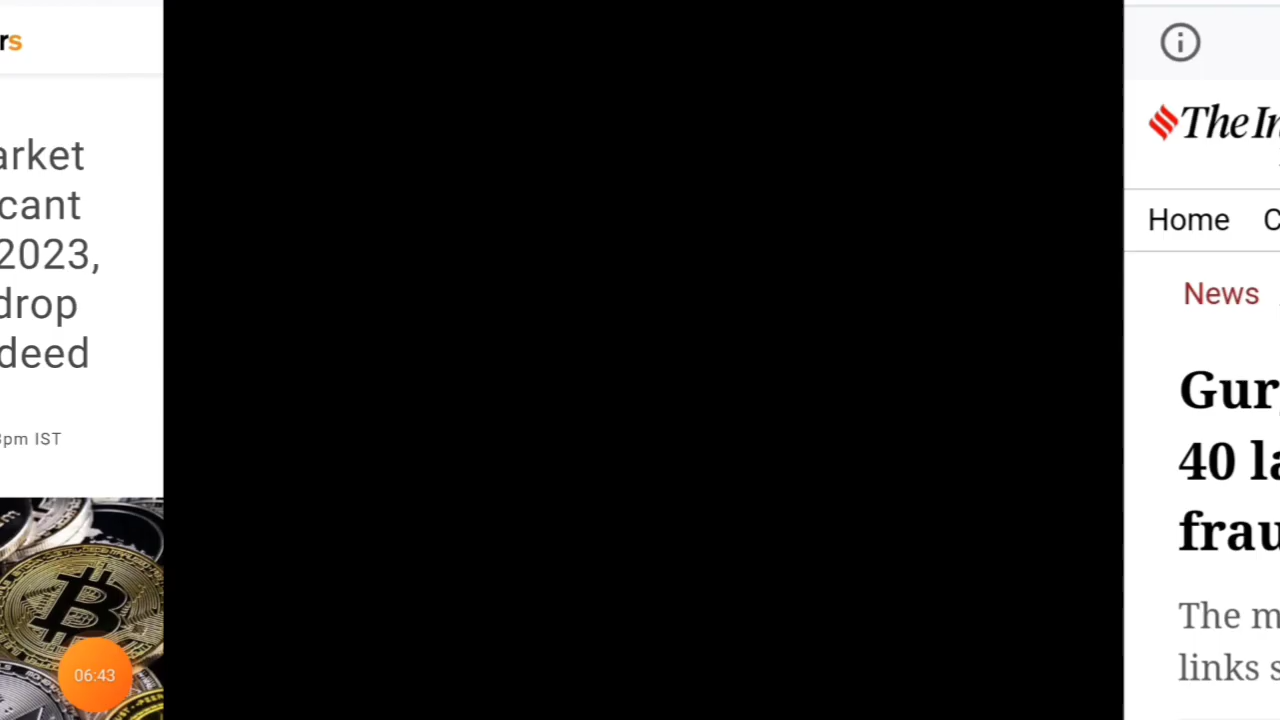 rs
arket
cant
2023,
drop
deed
3pm IST
06:43
The In
Home C
News
Gur
40 la
frau
The m
links s